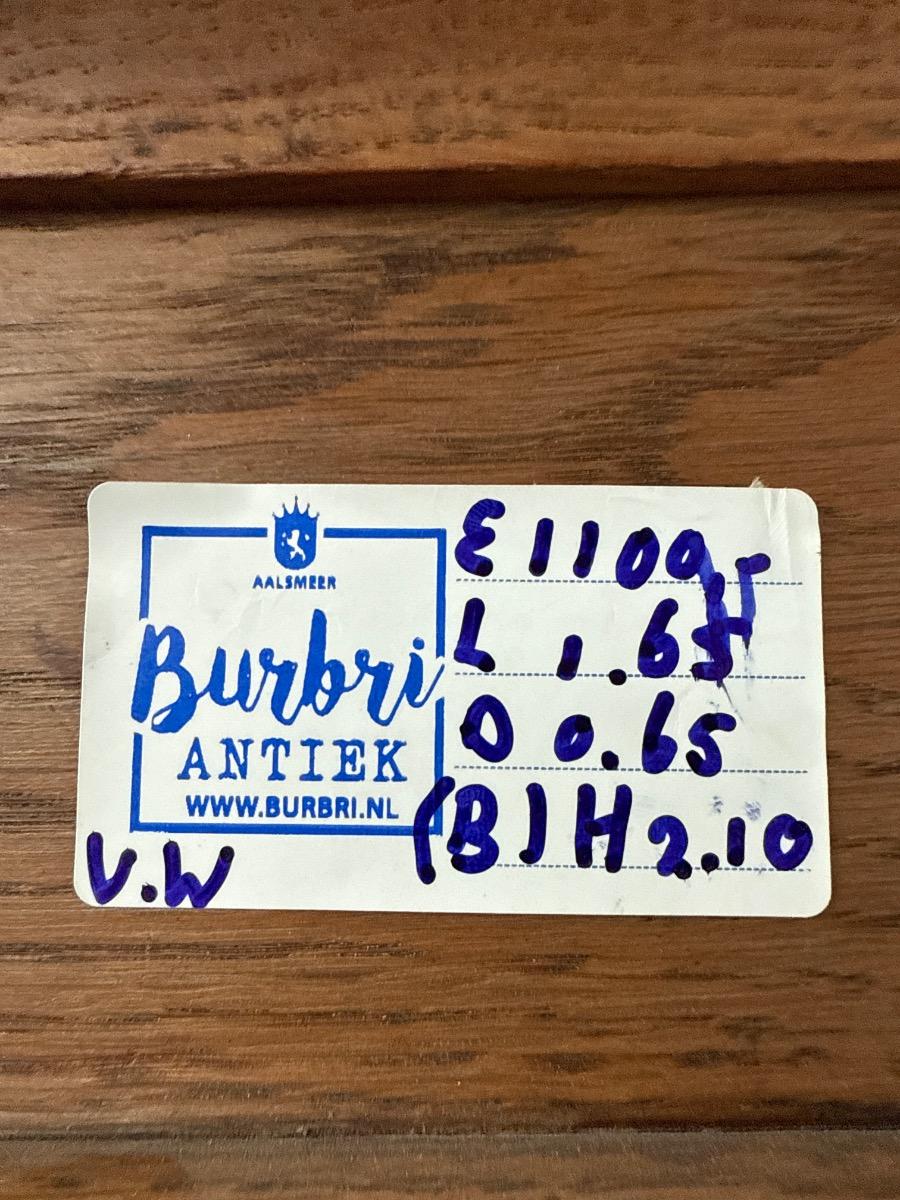 AALSMEER
Burbri
ANTIEK
WWW.BURBRI.NL
V.W
€ 1100,-
L 1.65
D 0.65
(B) H 2.10